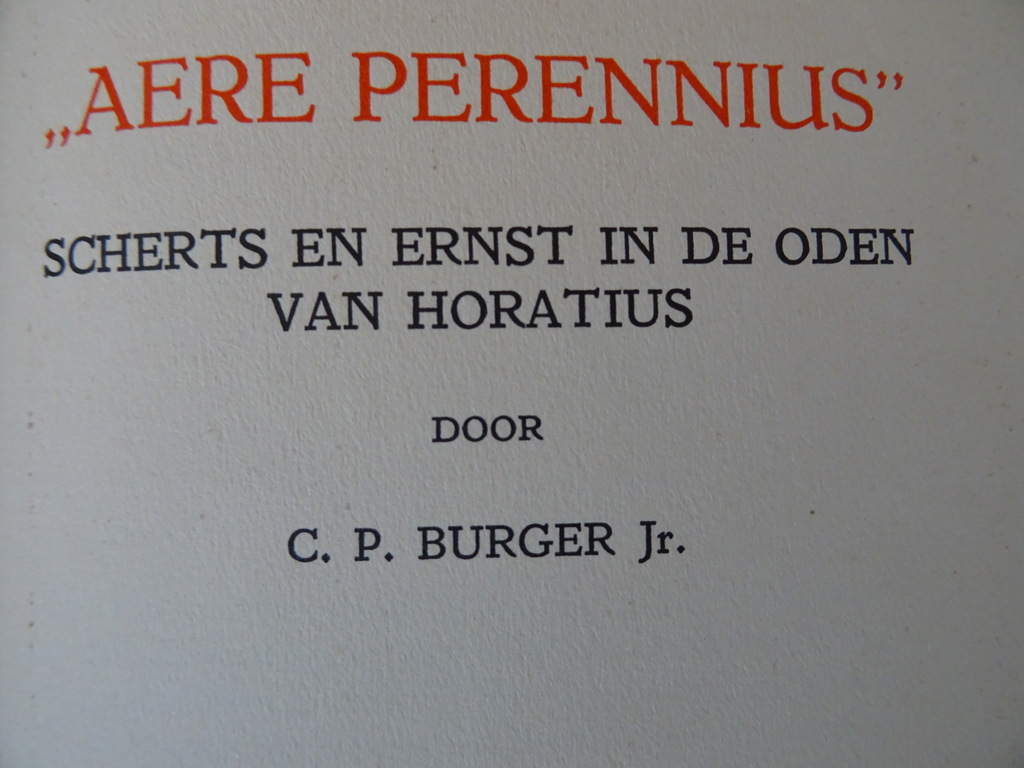 „AERE PERENNIUS”
SCHERTS EN ERNST IN DE ODEN
VAN HORATIUS
DOOR
C. P. BURGER Jr.